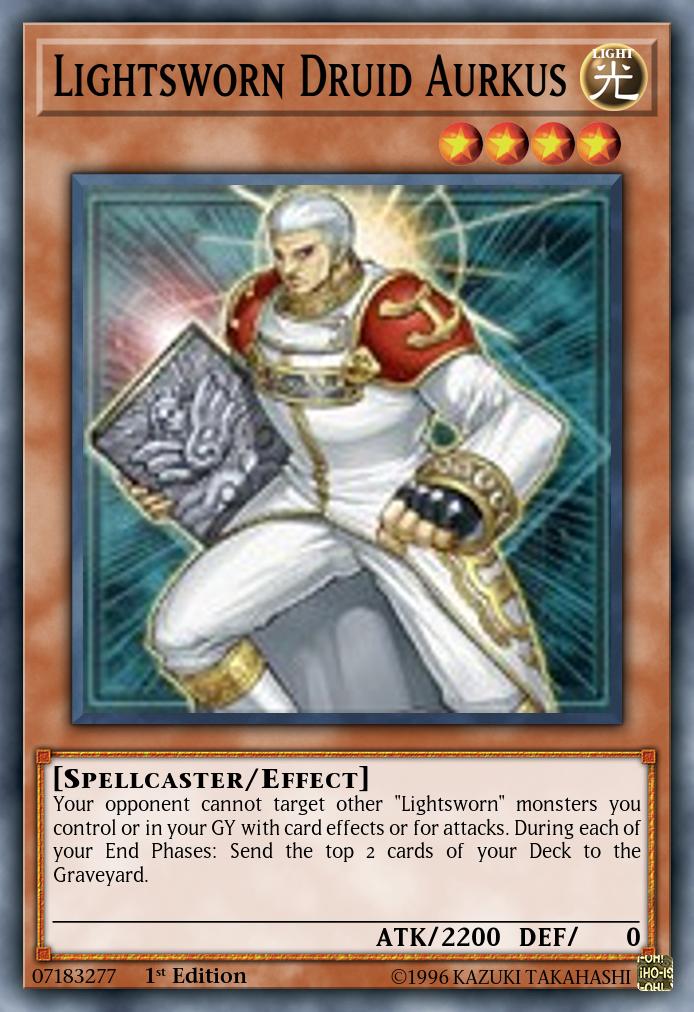 Lightsworn Druid Aurkus
LIGHT
光
[Spellcaster/Effect]
Your opponent cannot target other "Lightsworn" monsters you
control or in your GY with card effects or for attacks. During each of
your End Phases: Send the top 2 cards of your Deck to the
Graveyard.
ATK/2200 DEF/ 0
07183277 1st Edition ©1996 KAZUKI TAKAHASHI